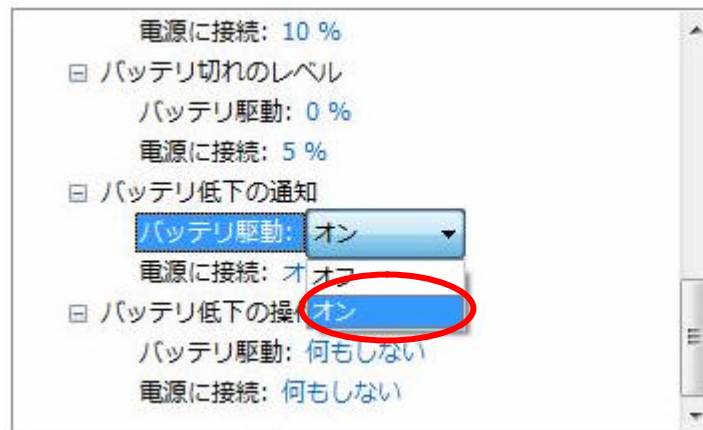 電源に接続: 10 %
バッテリ切れのレベル
バッテリ駆動: 0 %
電源に接続: 5 %
バッテリ低下の通知
バッテリ駆動: オン
電源に接続: オ オフ
バッテリ低下の操 オン
バッテリ駆動: 何もしない
電源に接続: 何もしない